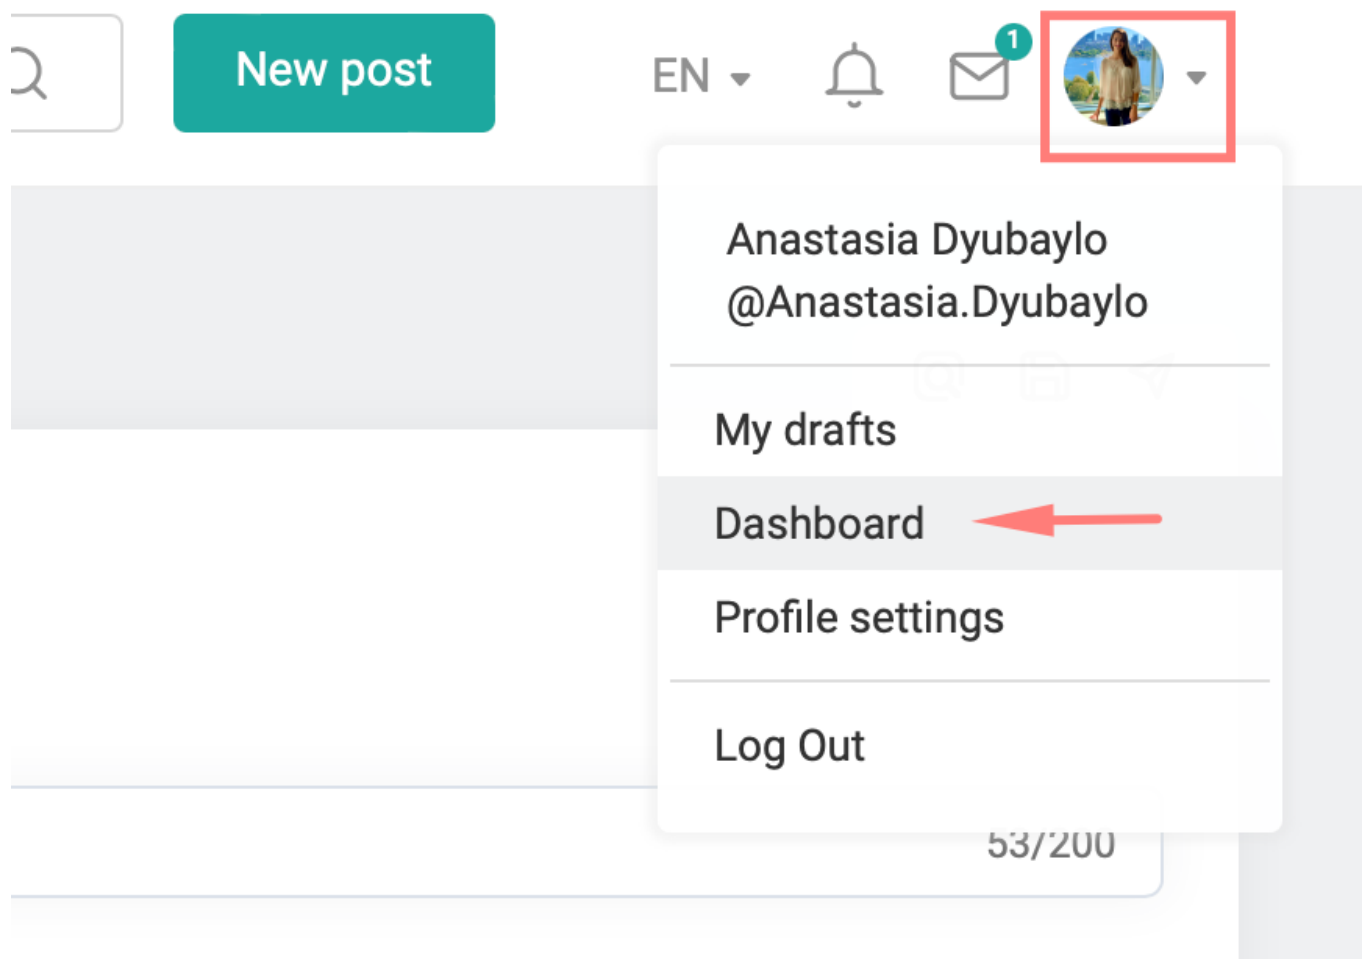 New post
EN
1
Anastasia Dyubaylo
@Anastasia.Dyubaylo
My drafts
Dashboard
Profile settings
Log Out
53/200